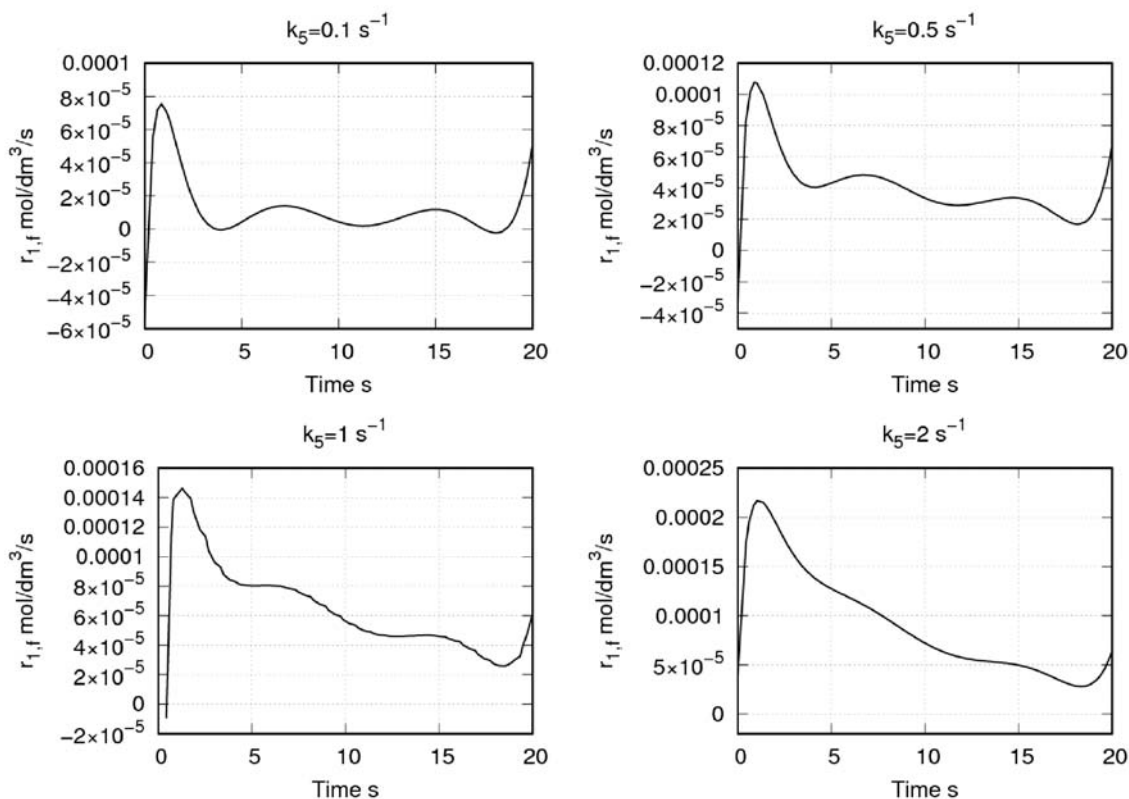 k₅=0.1 s⁻¹
0.0001
8×10⁻⁵
6×10⁻⁵
4×10⁻⁵
2×10⁻⁵
0
−2×10⁻⁵
−4×10⁻⁵
−6×10⁻⁵
r₁,f mol/dm³/s
0 5 10 15 20
Time s
k₅=0.5 s⁻¹
0.00012
0.0001
8×10⁻⁵
6×10⁻⁵
4×10⁻⁵
2×10⁻⁵
0
−2×10⁻⁵
−4×10⁻⁵
r₁,f mol/dm³/s
0 5 10 15 20
Time s
k₅=1 s⁻¹
0.00016
0.00014
0.00012
0.0001
8×10⁻⁵
6×10⁻⁵
4×10⁻⁵
2×10⁻⁵
0
−2×10⁻⁵
r₁,f mol/dm³/s
0 5 10 15 20
Time s
k₅=2 s⁻¹
0.00025
0.0002
0.00015
0.0001
5×10⁻⁵
0
r₁,f mol/dm³/s
0 5 10 15 20
Time s